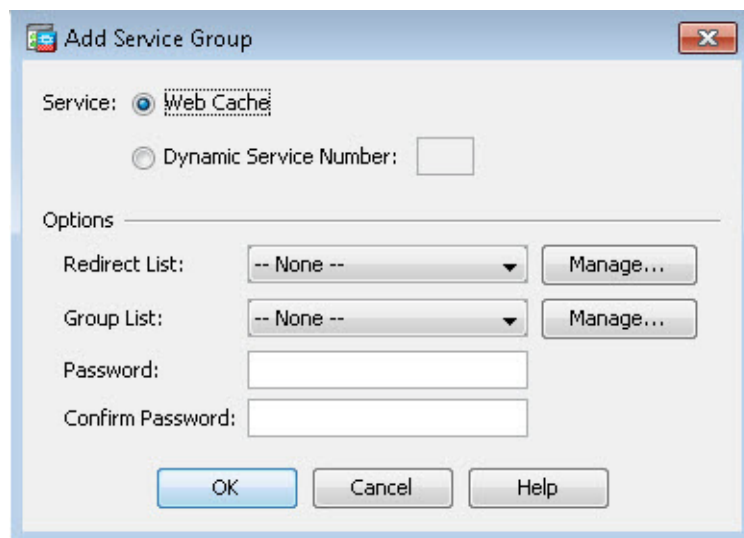 Add Service Group
Service: Web Cache
Dynamic Service Number:
Options
Redirect List: -- None -- Manage...
Group List: -- None -- Manage...
Password:
Confirm Password:
OK Cancel Help